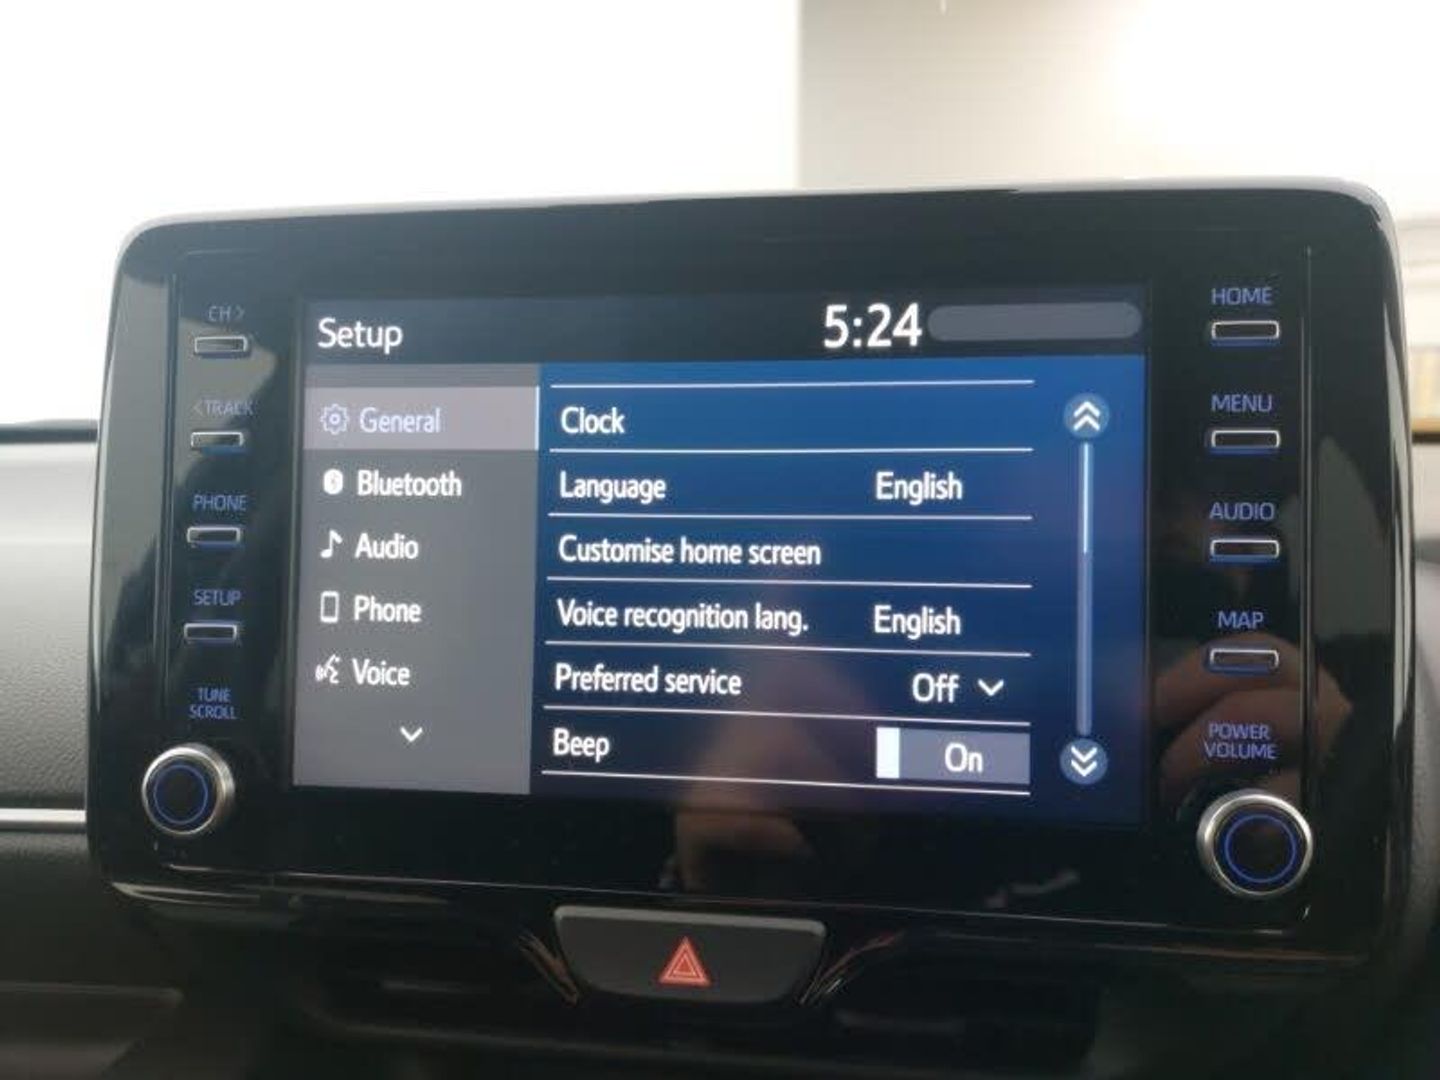 Setup 5:24
General
Bluetooth
Audio
Phone
Voice
Clock
Language English
Customise home screen
Voice recognition lang. English
Preferred service Off
Beep On
CH >
< TRACK
PHONE
SETUP
TUNE
SCROLL
HOME
MENU
AUDIO
MAP
POWER
VOLUME